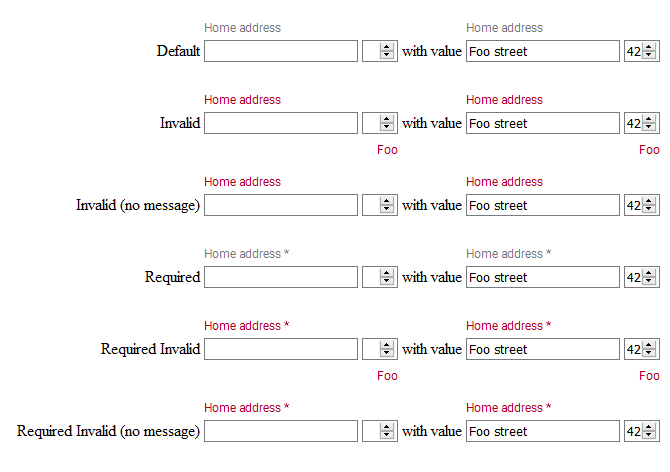 Home address Home address
Default with value Foo street 42
Home address Home address
Invalid with value Foo street 42
Foo Foo
Home address Home address
Invalid (no message) with value Foo street 42
Home address * Home address *
Required with value Foo street 42
Home address * Home address *
Required Invalid with value Foo street 42
Foo Foo
Home address * Home address *
Required Invalid (no message) with value Foo street 42